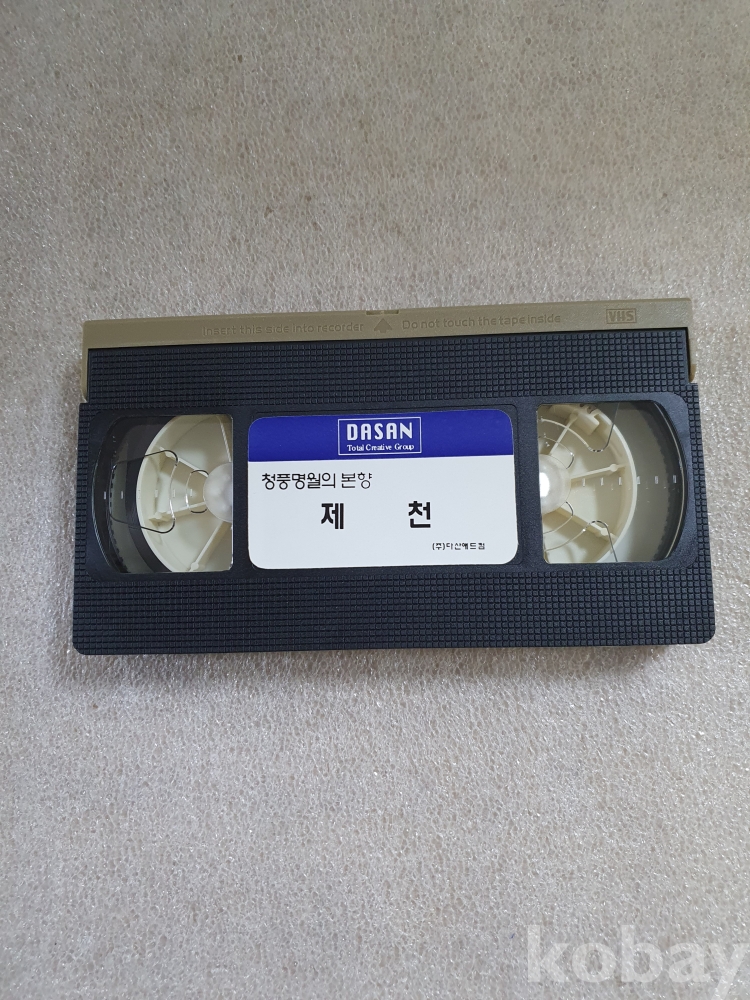 Insert this side into recorder Do not touch the tape inside VHS
DASAN
Total Creative Group
청풍명월의 본향
제 천
(주)다산애드컴
kobay